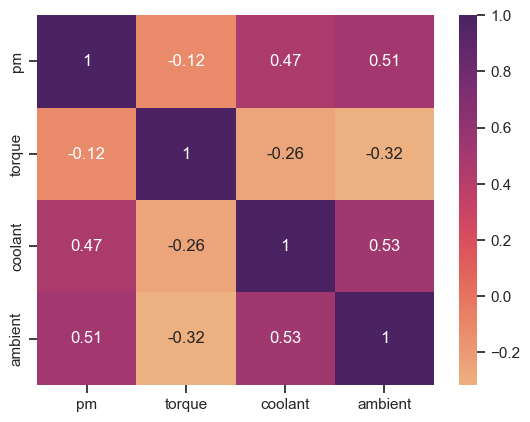 pm 1 -0.12 0.47 0.51
torque -0.12 1 -0.26 -0.32
coolant 0.47 -0.26 1 0.53
ambient 0.51 -0.32 0.53 1
pm torque coolant ambient
1.0
0.8
0.6
0.4
0.2
0.0
−0.2